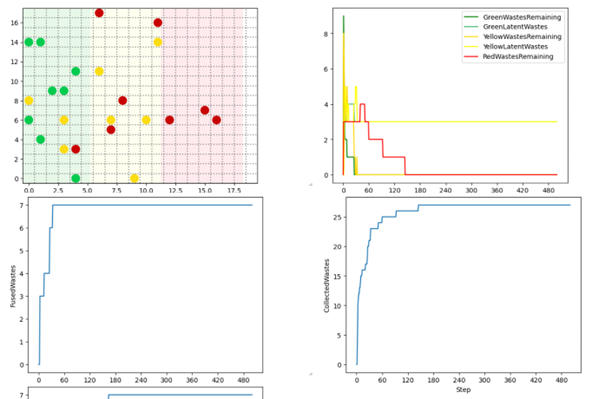 16
14
12
10
8
6
4
2
0
0.0 2.5 5.0 7.5 10.0 12.5 15.0 17.5
8
6
4
2
0
GreenWastesRemaining
GreenLatentWastes
YellowWastesRemaining
YellowLatentWastes
RedWastesRemaining
0 60 120 180 240 300 360 420 480
7
6
5
4
3
2
1
0
FusedWastes
0 60 120 180 240 300 360 420 480
25
20
15
10
5
0
CollectedWastes
0 60 120 180 240 300 360 420 480
Step
7